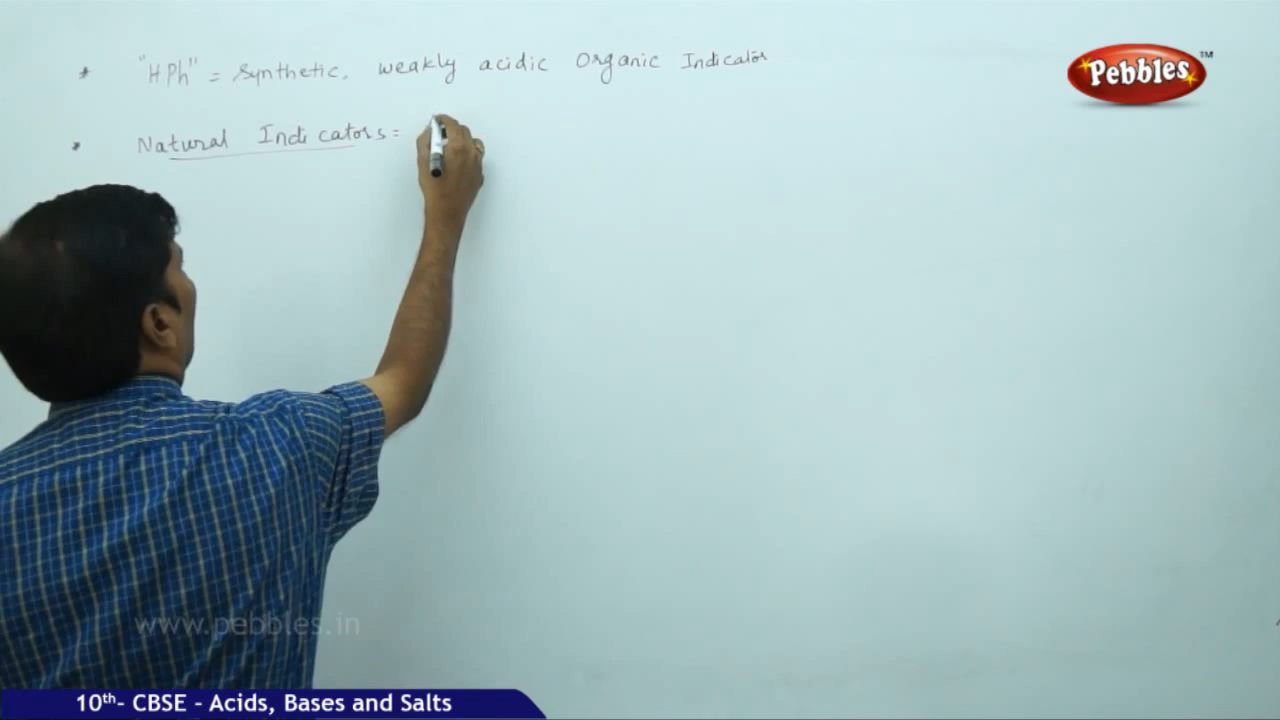 * "HPh" = Synthetic, weakly acidic Organic Indicator
* Natural Indicators =
Pebbles™
www.pebbles.in
10th- CBSE - Acids, Bases and Salts